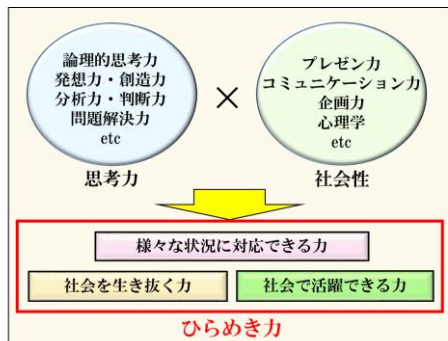 論理的思考力
発想力・創造力
分析力・判断力
問題解決力
etc
思考力
×
プレゼン力
コミュニケーション力
企画力
心理学
etc
社会性
様々な状況に対応できる力
社会を生き抜く力
社会で活躍できる力
ひらめき力